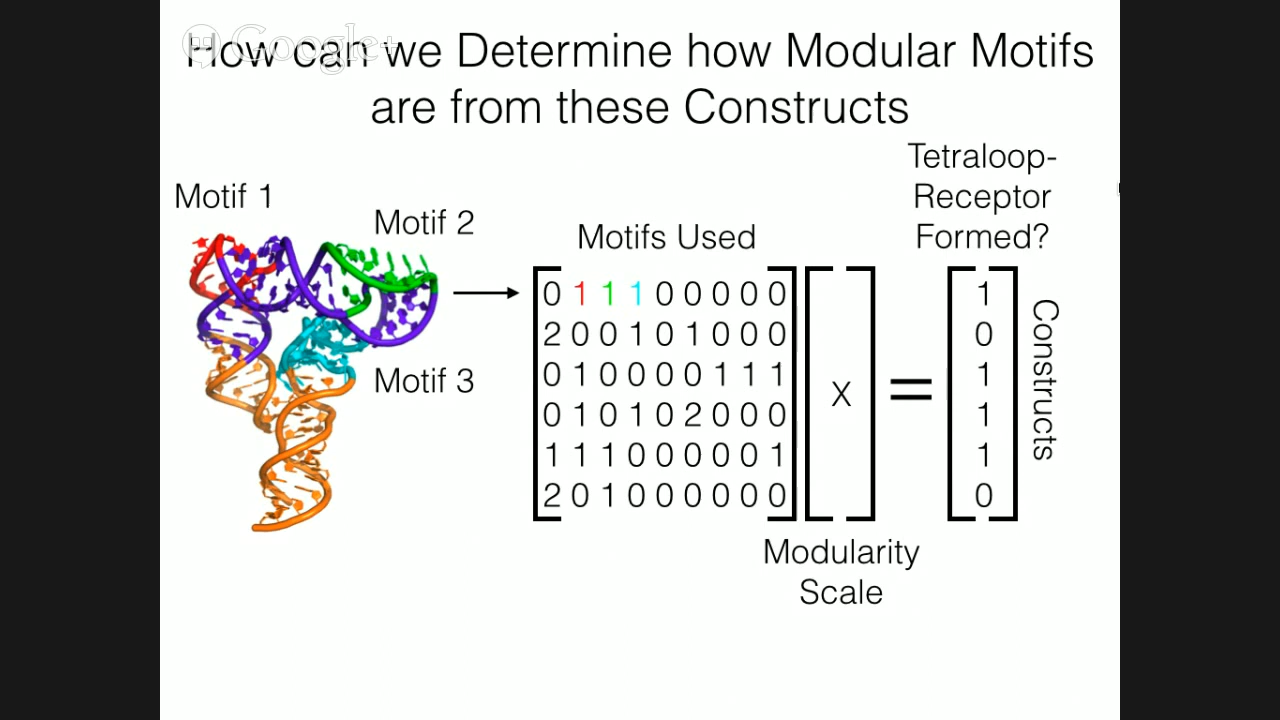 How can we Determine how Modular Motifs
are from these Constructs
Google+
Motif 1
Motif 2
Motif 3
Motifs Used
Tetraloop-
Receptor
Formed?
0 1 1 1 0 0 0 0 0
2 0 0 1 0 1 0 0 0
0 1 0 0 0 0 1 1 1
0 1 0 1 0 2 0 0 0
1 1 1 0 0 0 0 0 1
2 0 1 0 0 0 0 0 0
X
=
1
0
1
1
1
0
Constructs
Modularity
Scale